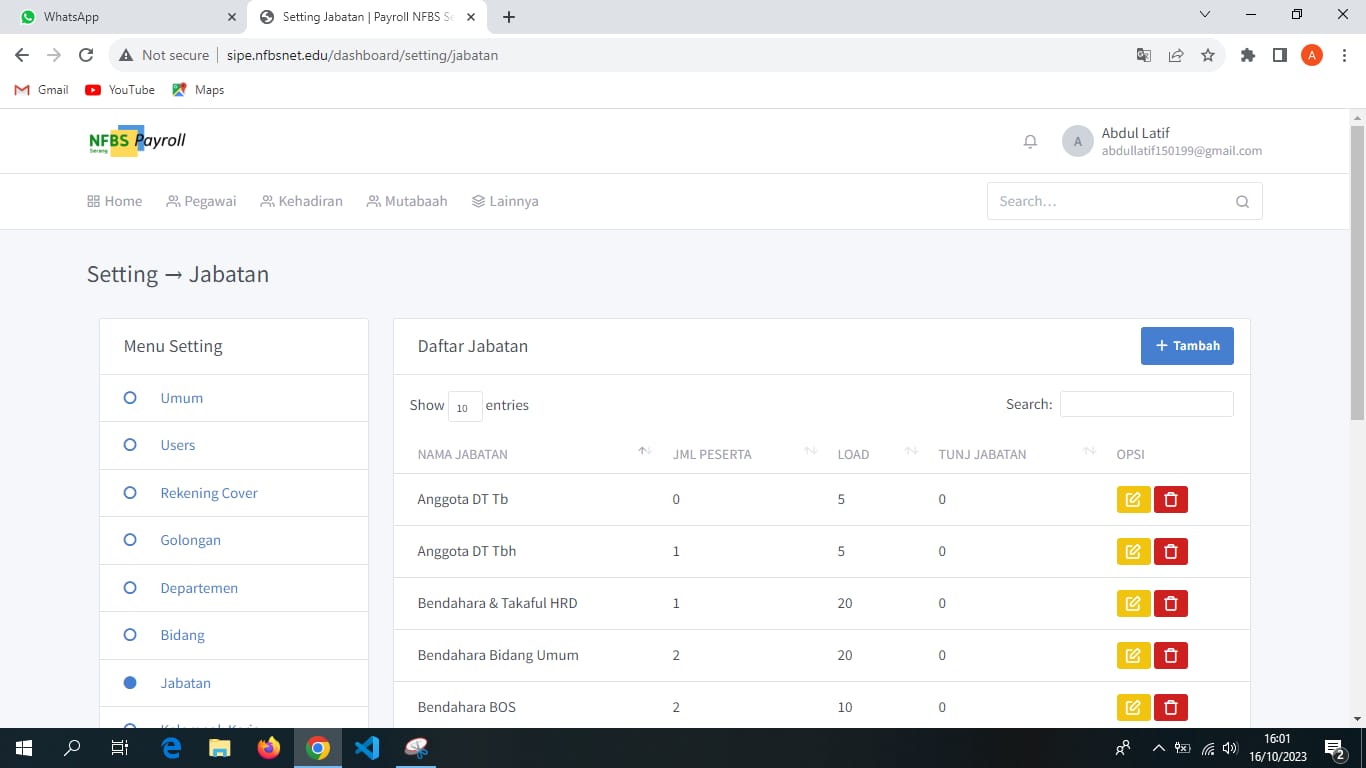 WhatsApp
Setting Jabatan | Payroll NFBS Se
Not secure
sipe.nfbsnet.edu/dashboard/setting/jabatan
A
Gmail
YouTube
Maps
NFBS Payroll
Serang
A
Abdul Latif
abdullatif150199@gmail.com
Home
Pegawai
Kehadiran
Mutabaah
Lainnya
Search…
Setting → Jabatan
Menu Setting
Umum
Users
Rekening Cover
Golongan
Departemen
Bidang
Jabatan
Daftar Jabatan
+ Tambah
Show 10 entries
Search:
NAMA JABATAN JML PESERTA LOAD TUNJ JABATAN OPSI
Anggota DT Tb 0 5 0
Anggota DT Tbh 1 5 0
Bendahara & Takaful HRD 1 20 0
Bendahara Bidang Umum 2 20 0
Bendahara BOS 2 10 0
16:01
16/10/2023
2